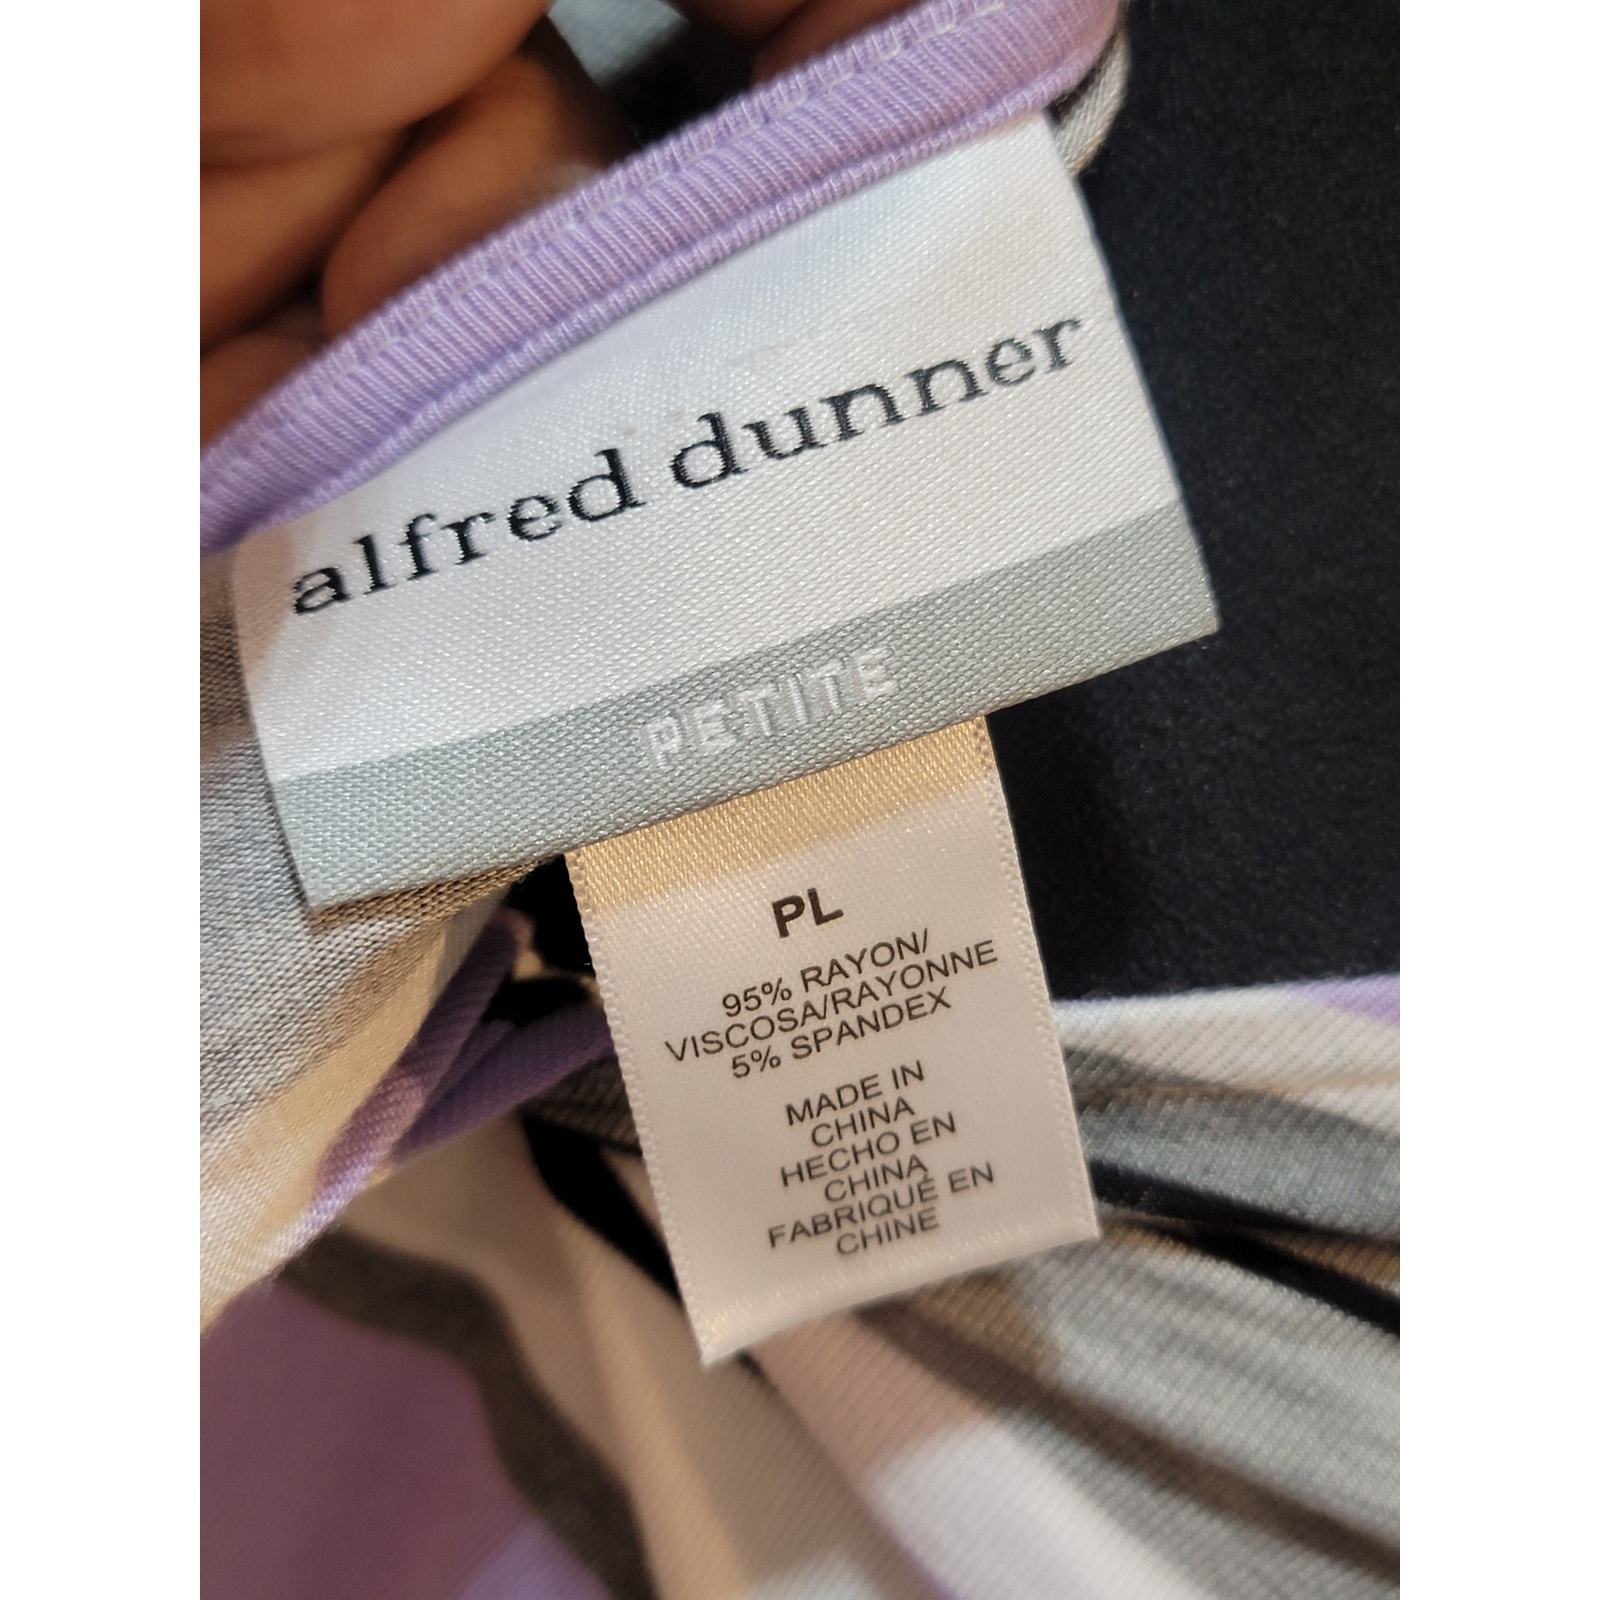 alfred dunner
PETITE
PL
95% RAYON/
VISCOSA/RAYONNE
5% SPANDEX
MADE IN
CHINA
HECHO EN
CHINA
FABRIQUÉ EN
CHINE